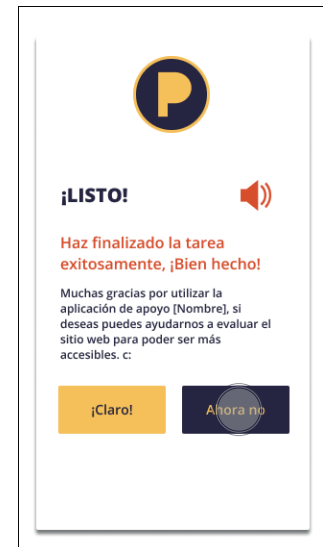 P
¡LISTO!
Haz finalizado la tarea
exitosamente, ¡Bien hecho!
Muchas gracias por utilizar la
aplicación de apoyo [Nombre], si
deseas puedes ayudarnos a evaluar el
sitio web para poder ser más
accesibles. c:
¡Claro!
Ahora no